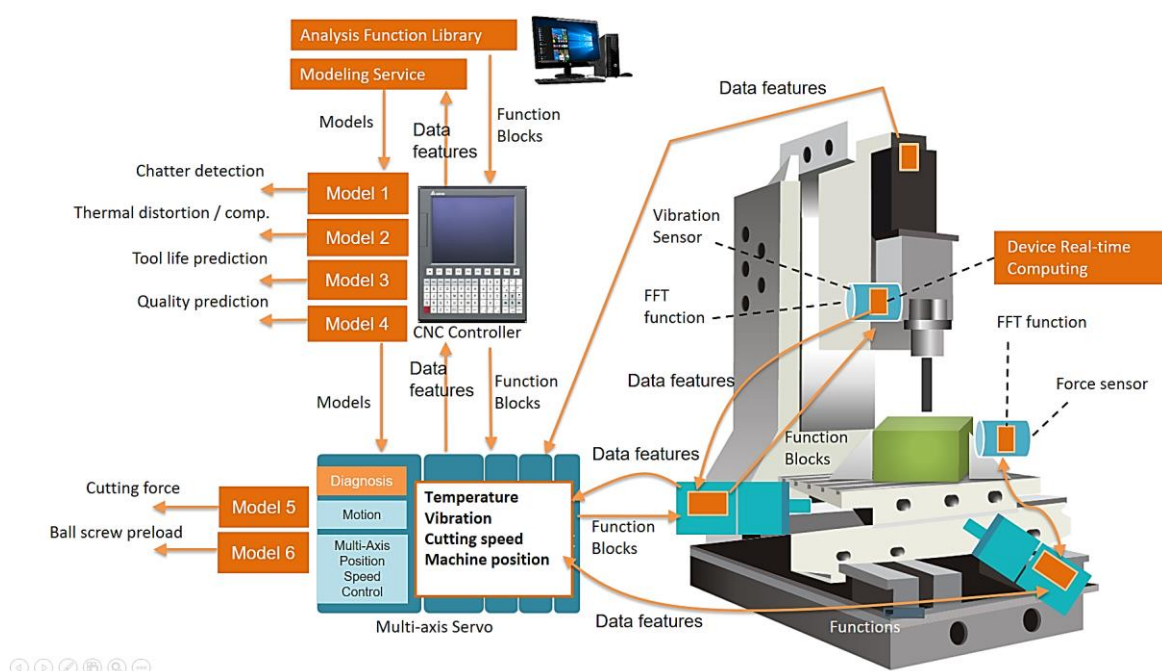 Analysis Function Library
Modeling Service
Models
Data
features
Function
Blocks
Chatter detection
Model 1
Thermal distortion / comp.
Model 2
Tool life prediction
Model 3
Quality prediction
Model 4
CNC Controller
Models
Data
features
Function
Blocks
Cutting force
Model 5
Ball screw preload
Model 6
Diagnosis
Motion
Multi-Axis
Position
Speed
Control
Temperature
Vibration
Cutting speed
Machine position
Multi-axis Servo
Data features
Vibration
Sensor
FFT
function
Device Real-time
Computing
FFT function
Force sensor
Data features
Function
Blocks
Data features
Function
Blocks
Data features
Functions